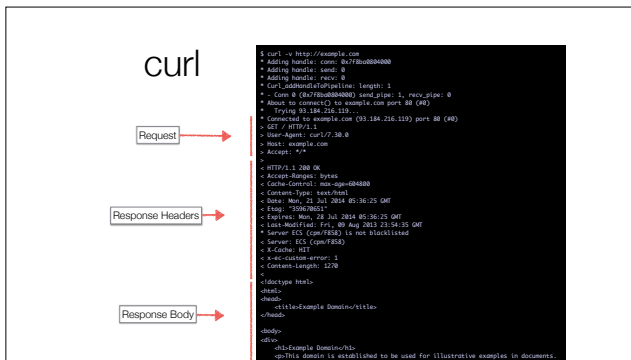 curl
Request
Response Headers
Response Body
$ curl -v http://example.com
* Adding handle: conn: 0x7f8ba0804000
* Adding handle: send: 0
* Adding handle: recv: 0
* Curl_addHandleToPipeline: length: 1
* - Conn 0 (0x7f8ba0804000) send_pipe: 1, recv_pipe: 0
* About to connect() to example.com port 80 (#0)
*   Trying 93.184.216.119...
* Connected to example.com (93.184.216.119) port 80 (#0)
> GET / HTTP/1.1
> User-Agent: curl/7.30.0
> Host: example.com
> Accept: */*
>
< HTTP/1.1 200 OK
< Accept-Ranges: bytes
< Cache-Control: max-age=604800
< Content-Type: text/html
< Date: Mon, 21 Jul 2014 05:36:25 GMT
< Etag: "359670651"
< Expires: Mon, 28 Jul 2014 05:36:25 GMT
< Last-Modified: Fri, 09 Aug 2013 23:54:35 GMT
* Server ECS (cpm/F858) is not blacklisted
< Server: ECS (cpm/F858)
< X-Cache: HIT
< x-ec-custom-error: 1
< Content-Length: 1270
<
<!doctype html>
<html>
<head>
    <title>Example Domain</title>
</head>
<body>
<div>
    <h1>Example Domain</h1>
    <p>This domain is established to be used for illustrative examples in documents.